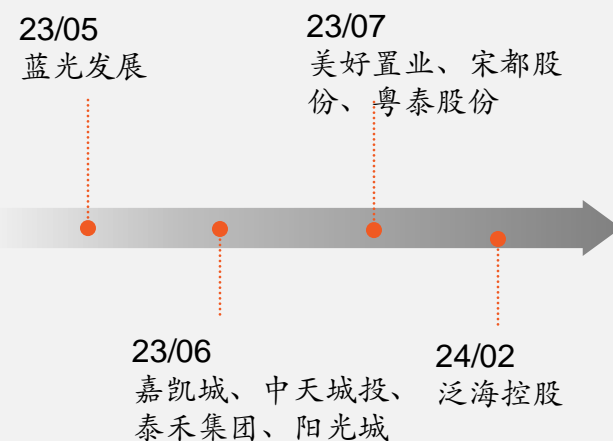 23/05
蓝光发展
23/07
美好置业、宋都股
份、粤泰股份
23/06
嘉凯城、中天城投、
泰禾集团、阳光城
24/02
泛海控股